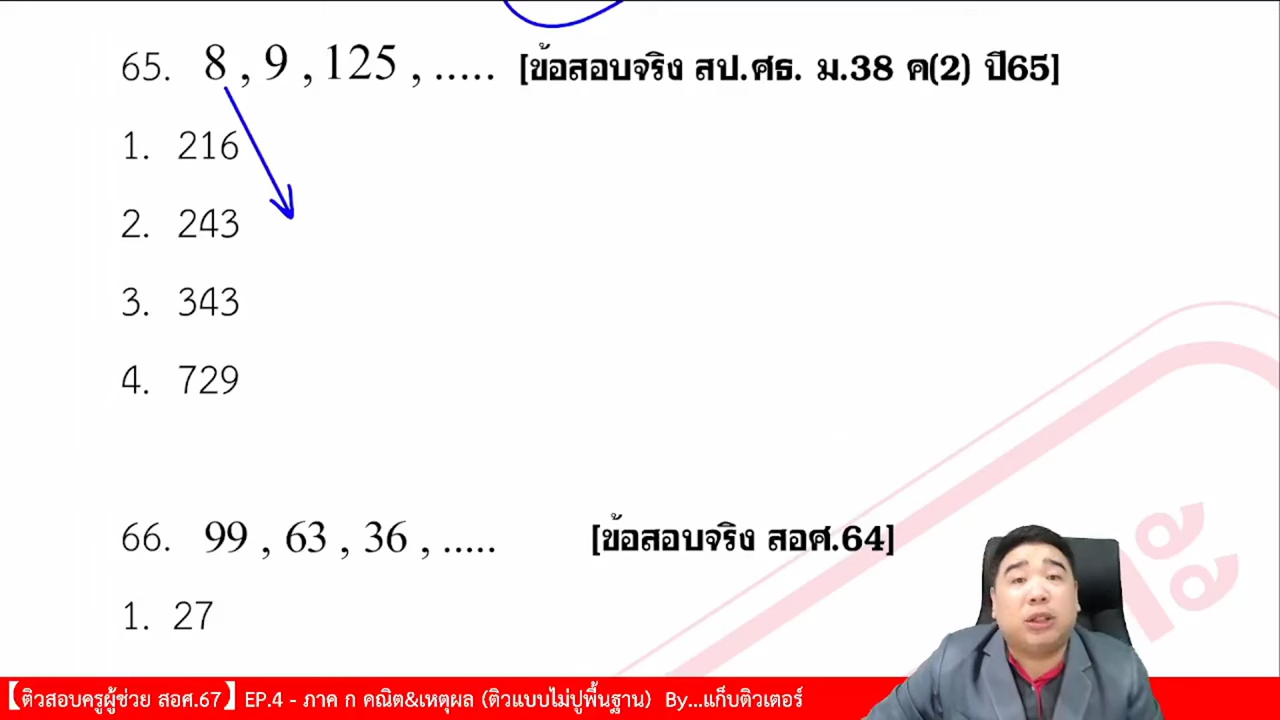 65. 8 , 9 , 125 , ..... [ข้อสอบจริง สป.ศธ. ม.38 ค(2) ปี65]
1. 216
2. 243
3. 343
4. 729
66. 99 , 63 , 36 , ..... [ข้อสอบจริง สอศ.64]
1. 27
【ติวสอบครูผู้ช่วย สอศ.67】 EP.4 - ภาค ก คณิต&เหตุผล (ติวแบบไม่ปูพื้นฐาน) By...แก็บติวเตอร์